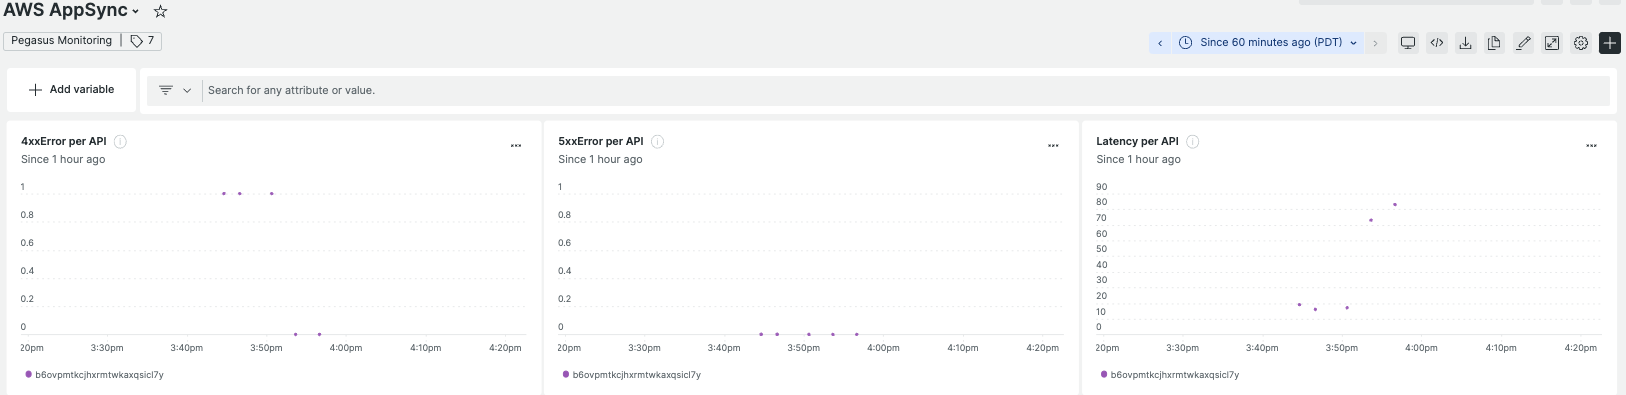 AWS AppSync
Pegasus Monitoring | 7
Since 60 minutes ago (PDT)
Add variable
Search for any attribute or value.
4xxError per API
Since 1 hour ago
1
0.8
0.6
0.4
0.2
0
20pm 3:30pm 3:40pm 3:50pm 4:00pm 4:10pm 4:20pm
b6ovpmtkcjhxrmtwkaxqsicl7y
5xxError per API
Since 1 hour ago
1
0.8
0.6
0.4
0.2
0
20pm 3:30pm 3:40pm 3:50pm 4:00pm 4:10pm 4:20pm
b6ovpmtkcjhxrmtwkaxqsicl7y
Latency per API
Since 1 hour ago
90
80
70
60
50
40
30
20
10
0
20pm 3:30pm 3:40pm 3:50pm 4:00pm 4:10pm 4:20pm
b6ovpmtkcjhxrmtwkaxqsicl7y